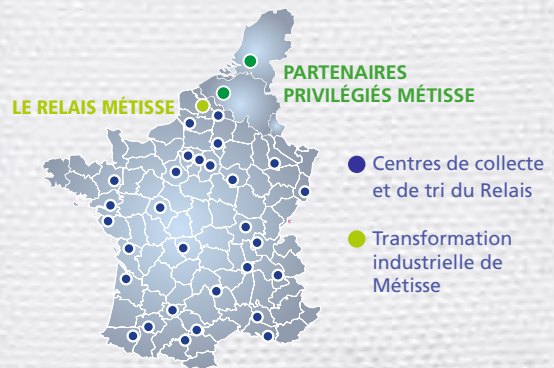 PARTENAIRES
PRIVILÉGIÉS MÉTISSE
LE RELAIS MÉTISSE
Centres de collecte
et de tri du Relais
Transformation
industrielle de
Métisse